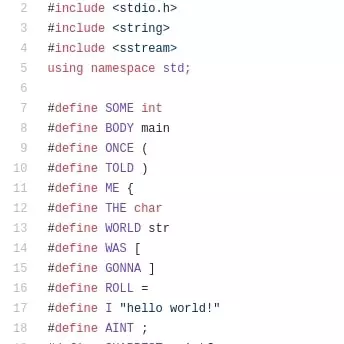 2 #include <stdio.h>
3 #include <string>
4 #include <sstream>
5 using namespace std;
6
7 #define SOME int
8 #define BODY main
9 #define ONCE (
10 #define TOLD )
11 #define ME {
12 #define THE char
13 #define WORLD str
14 #define WAS [
15 #define GONNA ]
16 #define ROLL =
17 #define I "hello world!"
18 #define AINT ;